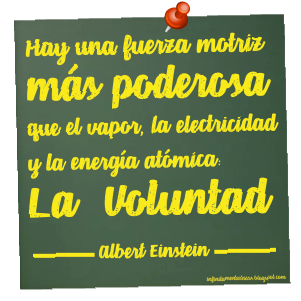 Hay una fuerza motriz
más poderosa
que el vapor, la electricidad
y la energía atómica:
La Voluntad
Albert Einstein